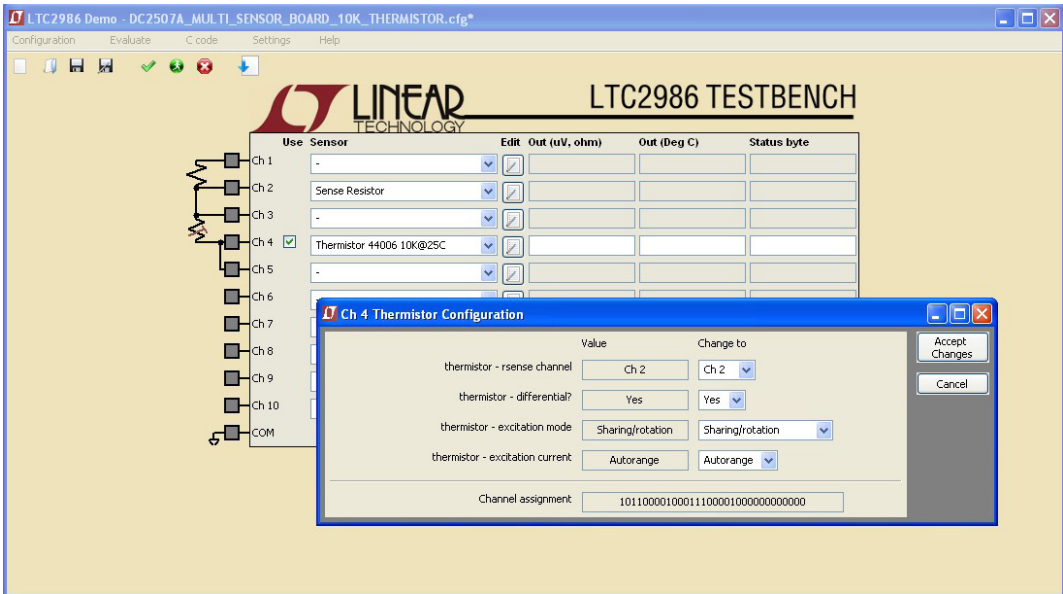 LTC2986 Demo - DC2507A_MULTI_SENSOR_BOARD_10K_THERMISTOR.cfg*
Configuration Evaluate C code Settings Help
LINEAR TECHNOLOGY
LTC2986 TESTBENCH
Use Sensor Edit Out (uV, ohm) Out (Deg C) Status byte
Ch 1 -
Ch 2 Sense Resistor
Ch 3 -
Ch 4 Thermistor 44006 10K@25C
Ch 5 -
Ch 6
Ch 7
Ch 8
Ch 9
Ch 10
COM
Ch 4 Thermistor Configuration
Value Change to
thermistor - rsense channel Ch 2 Ch 2
thermistor - differential? Yes Yes
thermistor - excitation mode Sharing/rotation Sharing/rotation
thermistor - excitation current Autorange Autorange
Channel assignment
Accept Changes
Cancel